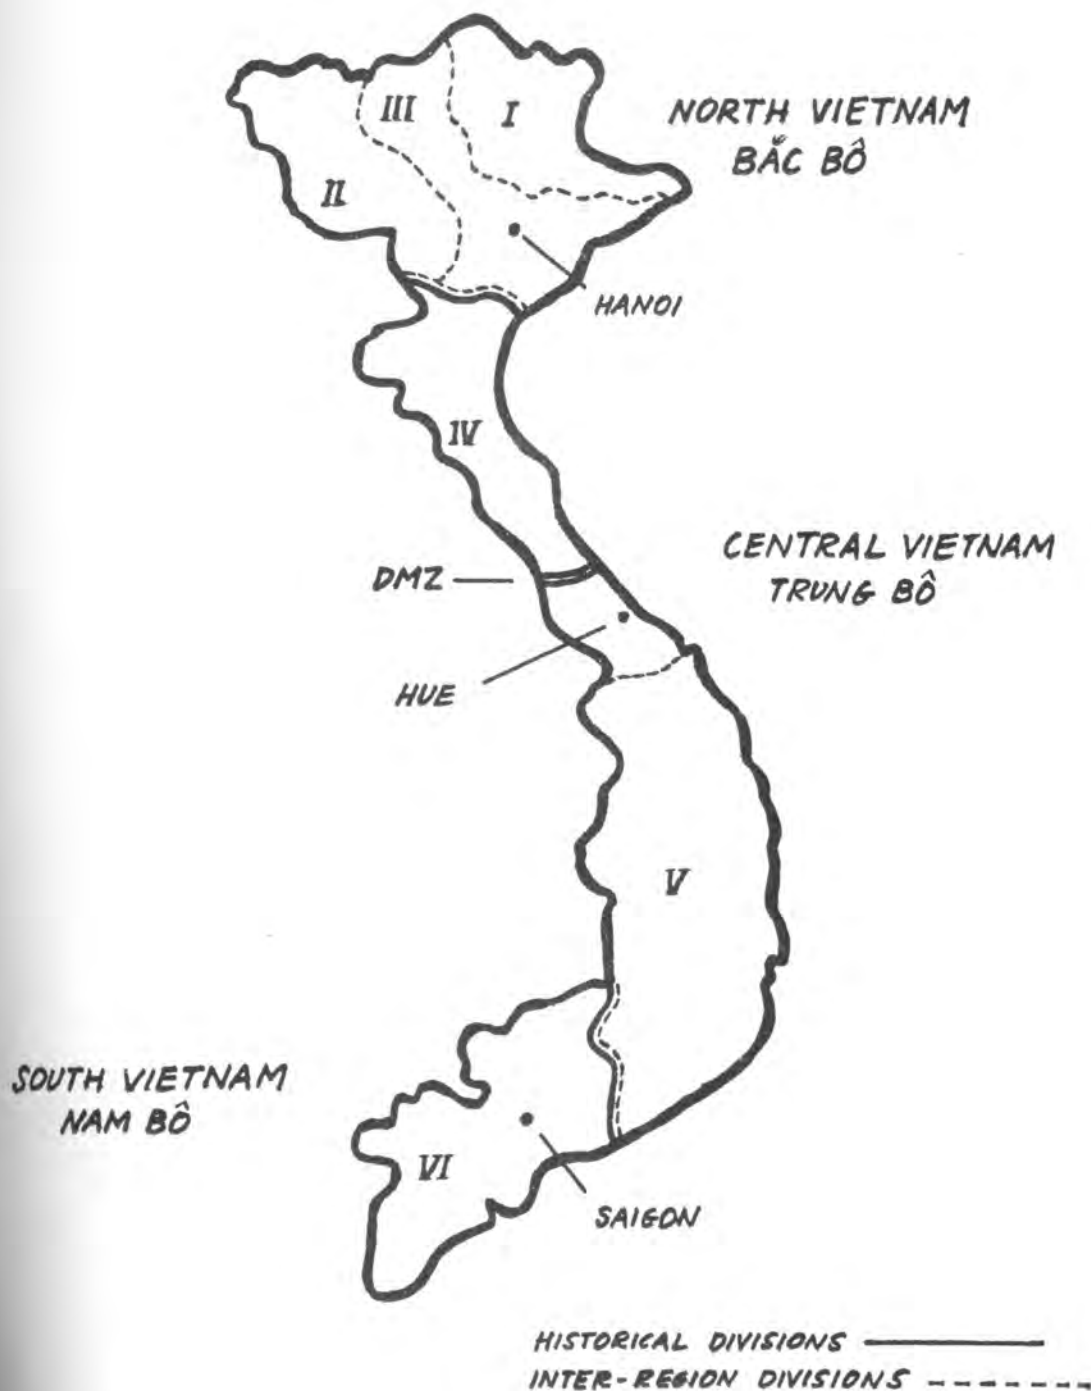 III
I
NORTH VIETNAM
BẮC BÔ
II
HANOI
IV
CENTRAL VIETNAM
TRUNG BÔ
DMZ
HUE
V
SOUTH VIETNAM
NAM BÔ
VI
SAIGON
HISTORICAL DIVISIONS
INTER-REGION DIVISIONS